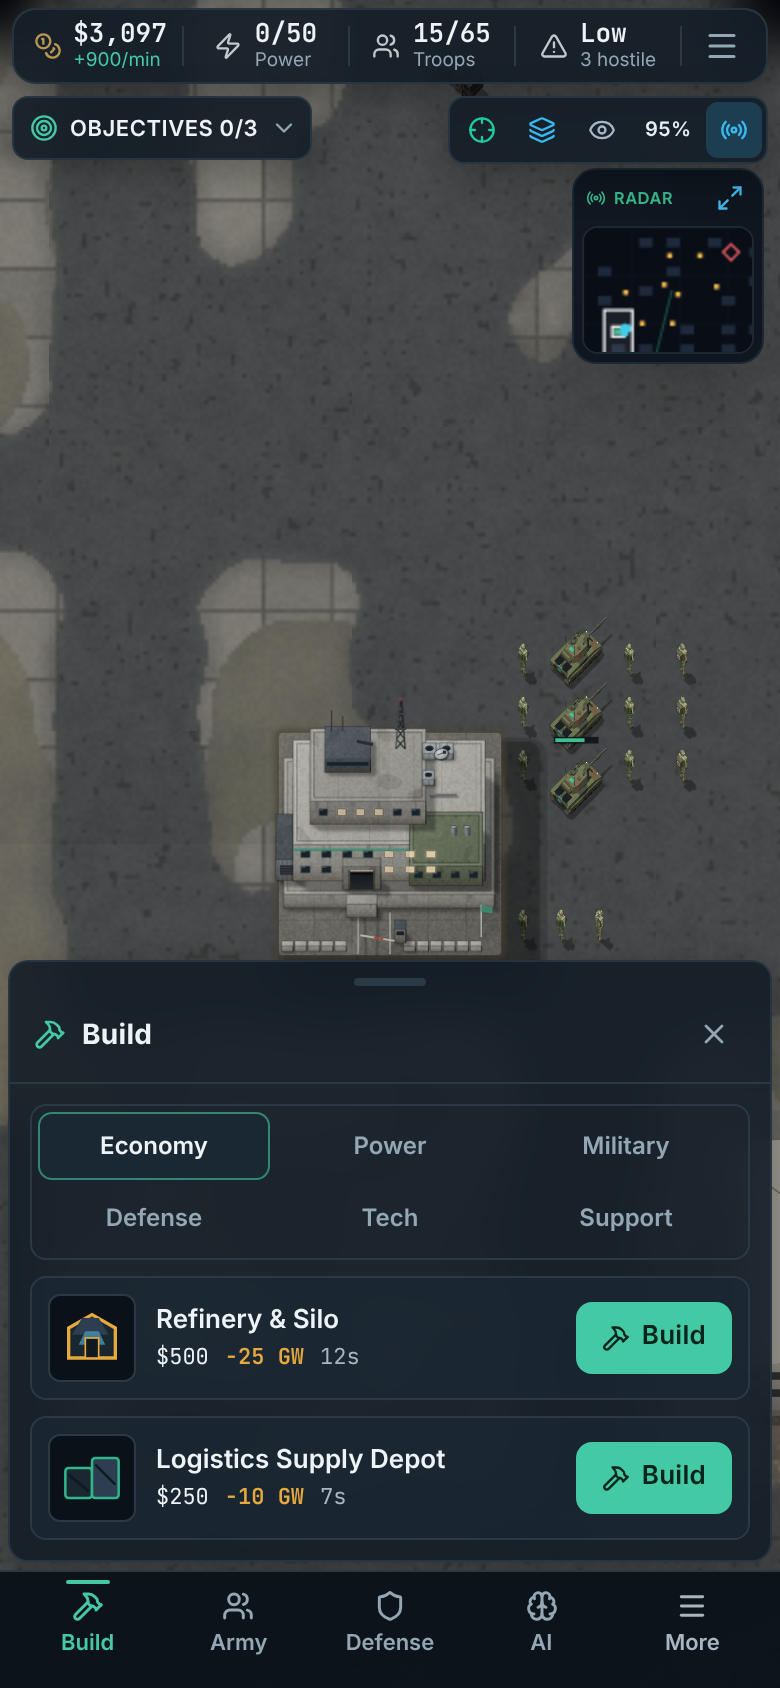 $3,097
+900/min
0/50
Power
15/65
Troops
Low
3 hostile
OBJECTIVES 0/3
95%
RADAR
Build
Economy
Power
Military
Defense
Tech
Support
Refinery & Silo
$500 -25 GW 12s
Build
Logistics Supply Depot
$250 -10 GW 7s
Build
Build
Army
Defense
AI
More